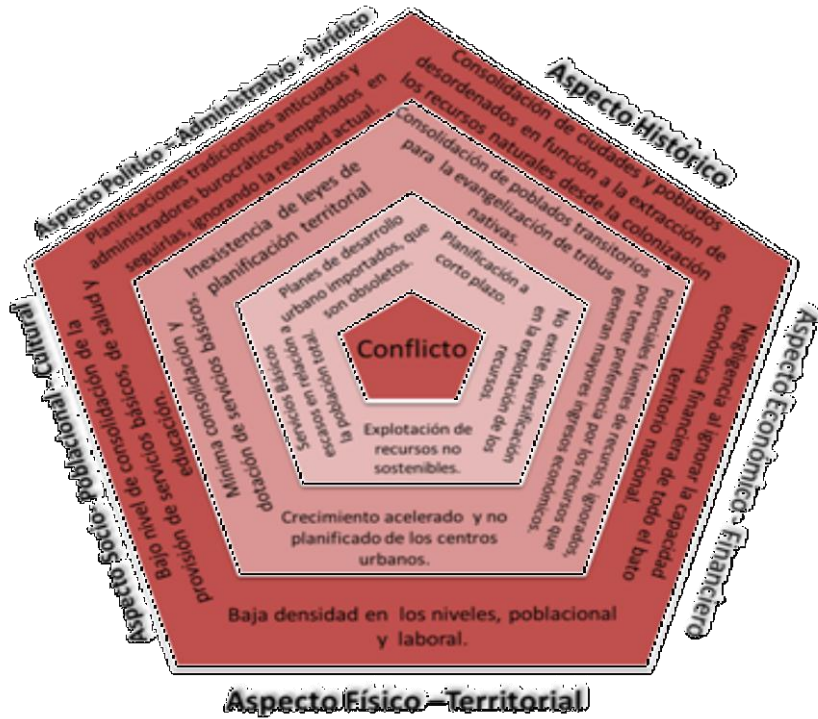 Aspecto Político – Administrativo - Jurídico
Planificaciones tradicionales anticuadas y
administradores burocráticos empeñados en
seguirlas, ignorando la realidad actual.
Inexistencia de leyes de
planificación territorial
Planes de desarrollo
urbano importados, que
son obsoletos.
Aspecto Histórico
Consolidación de ciudades y poblados
desordenados en función a la extracción de
los recursos naturales desde la colonización
Consolidación de poblados transitorios
para la evangelización de tribus
nativas.
Planificación a
corto plazo.
Aspecto Económico - Financiero
Negligencia al ignorar la capacidad
económica financiera de todo el bato
territorio nacional.
Potenciales fuentes de recursos, ignorados,
por tener preferencia por los recursos que
generan mayores ingresos económicos.
No existe diversificación
en la explotación de los
recursos.
Conflicto
Explotación de
recursos no
sostenibles.
Crecimiento acelerado y no
planificado de los centros
urbanos.
Baja densidad en los niveles, poblacional
y laboral.
Aspecto Físico –Territorial
Aspecto Socio- Poblacional - Cultural
Bajo nivel de consolidación de la
provisión de servicios básicos, de salud y
educación.
Mínima consolidación y
dotación de servicios básicos,
Servicios Básicos
escasos en relación a
la población total.